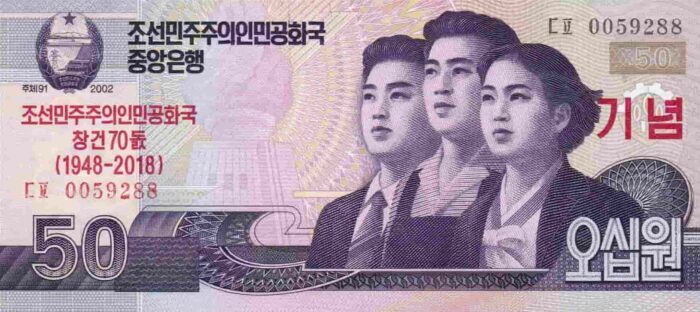 조선민주주의인민공화국
중앙은행
주체91 2002
ㄷㅍ 0059288
50
조선민주주의인민공화국
창건70돐
(1948-2018)
ㄷㅍ 0059288
기념
50
오십원